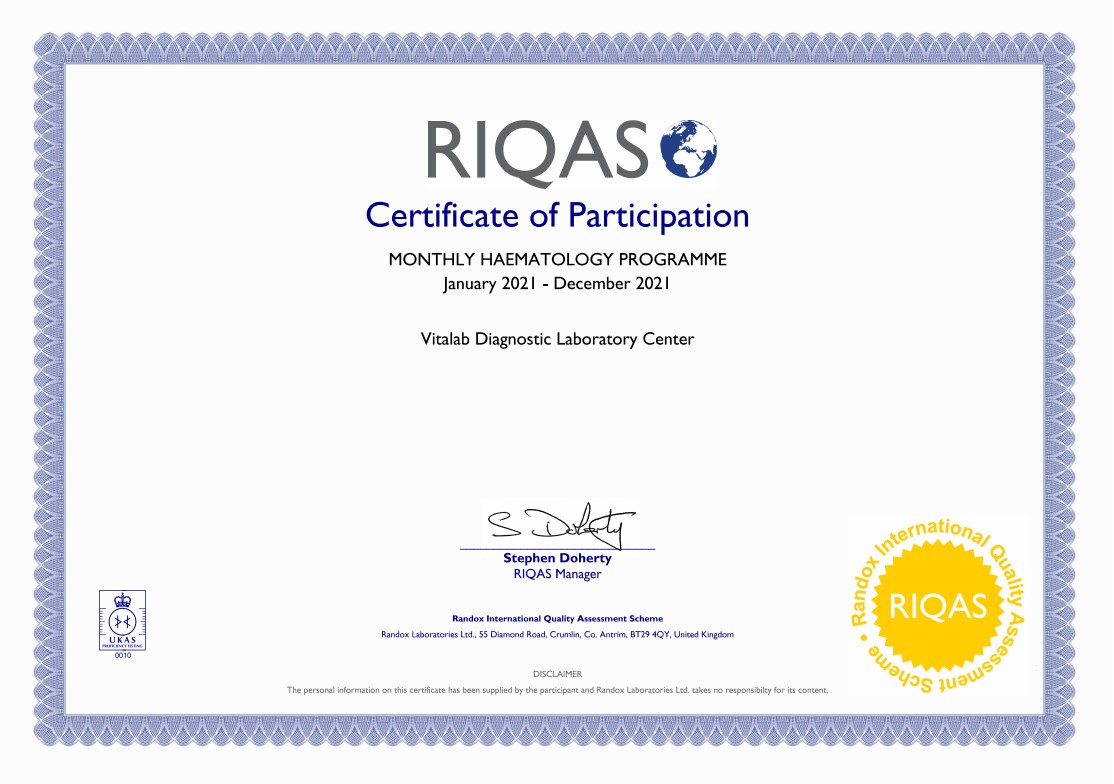 RIQAS
Certificate of Participation
MONTHLY HAEMATOLOGY PROGRAMME
January 2021 - December 2021
Vitalab Diagnostic Laboratory Center
S Doherty
Stephen Doherty
RIQAS Manager
Randox International Quality Assessment Scheme
Randox Laboratories Ltd., 55 Diamond Road, Crumlin, Co. Antrim, BT29 4QY, United Kingdom
UKAS
PROFICIENCY TESTING
0010
Randox International Quality Assessment Scheme •
RIQAS
DISCLAIMER
The personal information on this certificate has been supplied by the participant and Randox Laboratories Ltd. takes no responsibilty for its content.